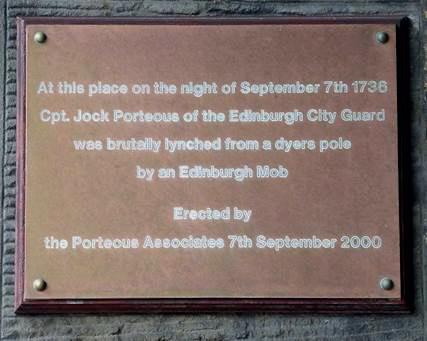 At this place on the night of September 7th 1736
Cpt. Jock Porteous of the Edinburgh City Guard
was brutally lynched from a dyers pole
by an Edinburgh Mob
Erected by
the Porteous Associates 7th September 2000